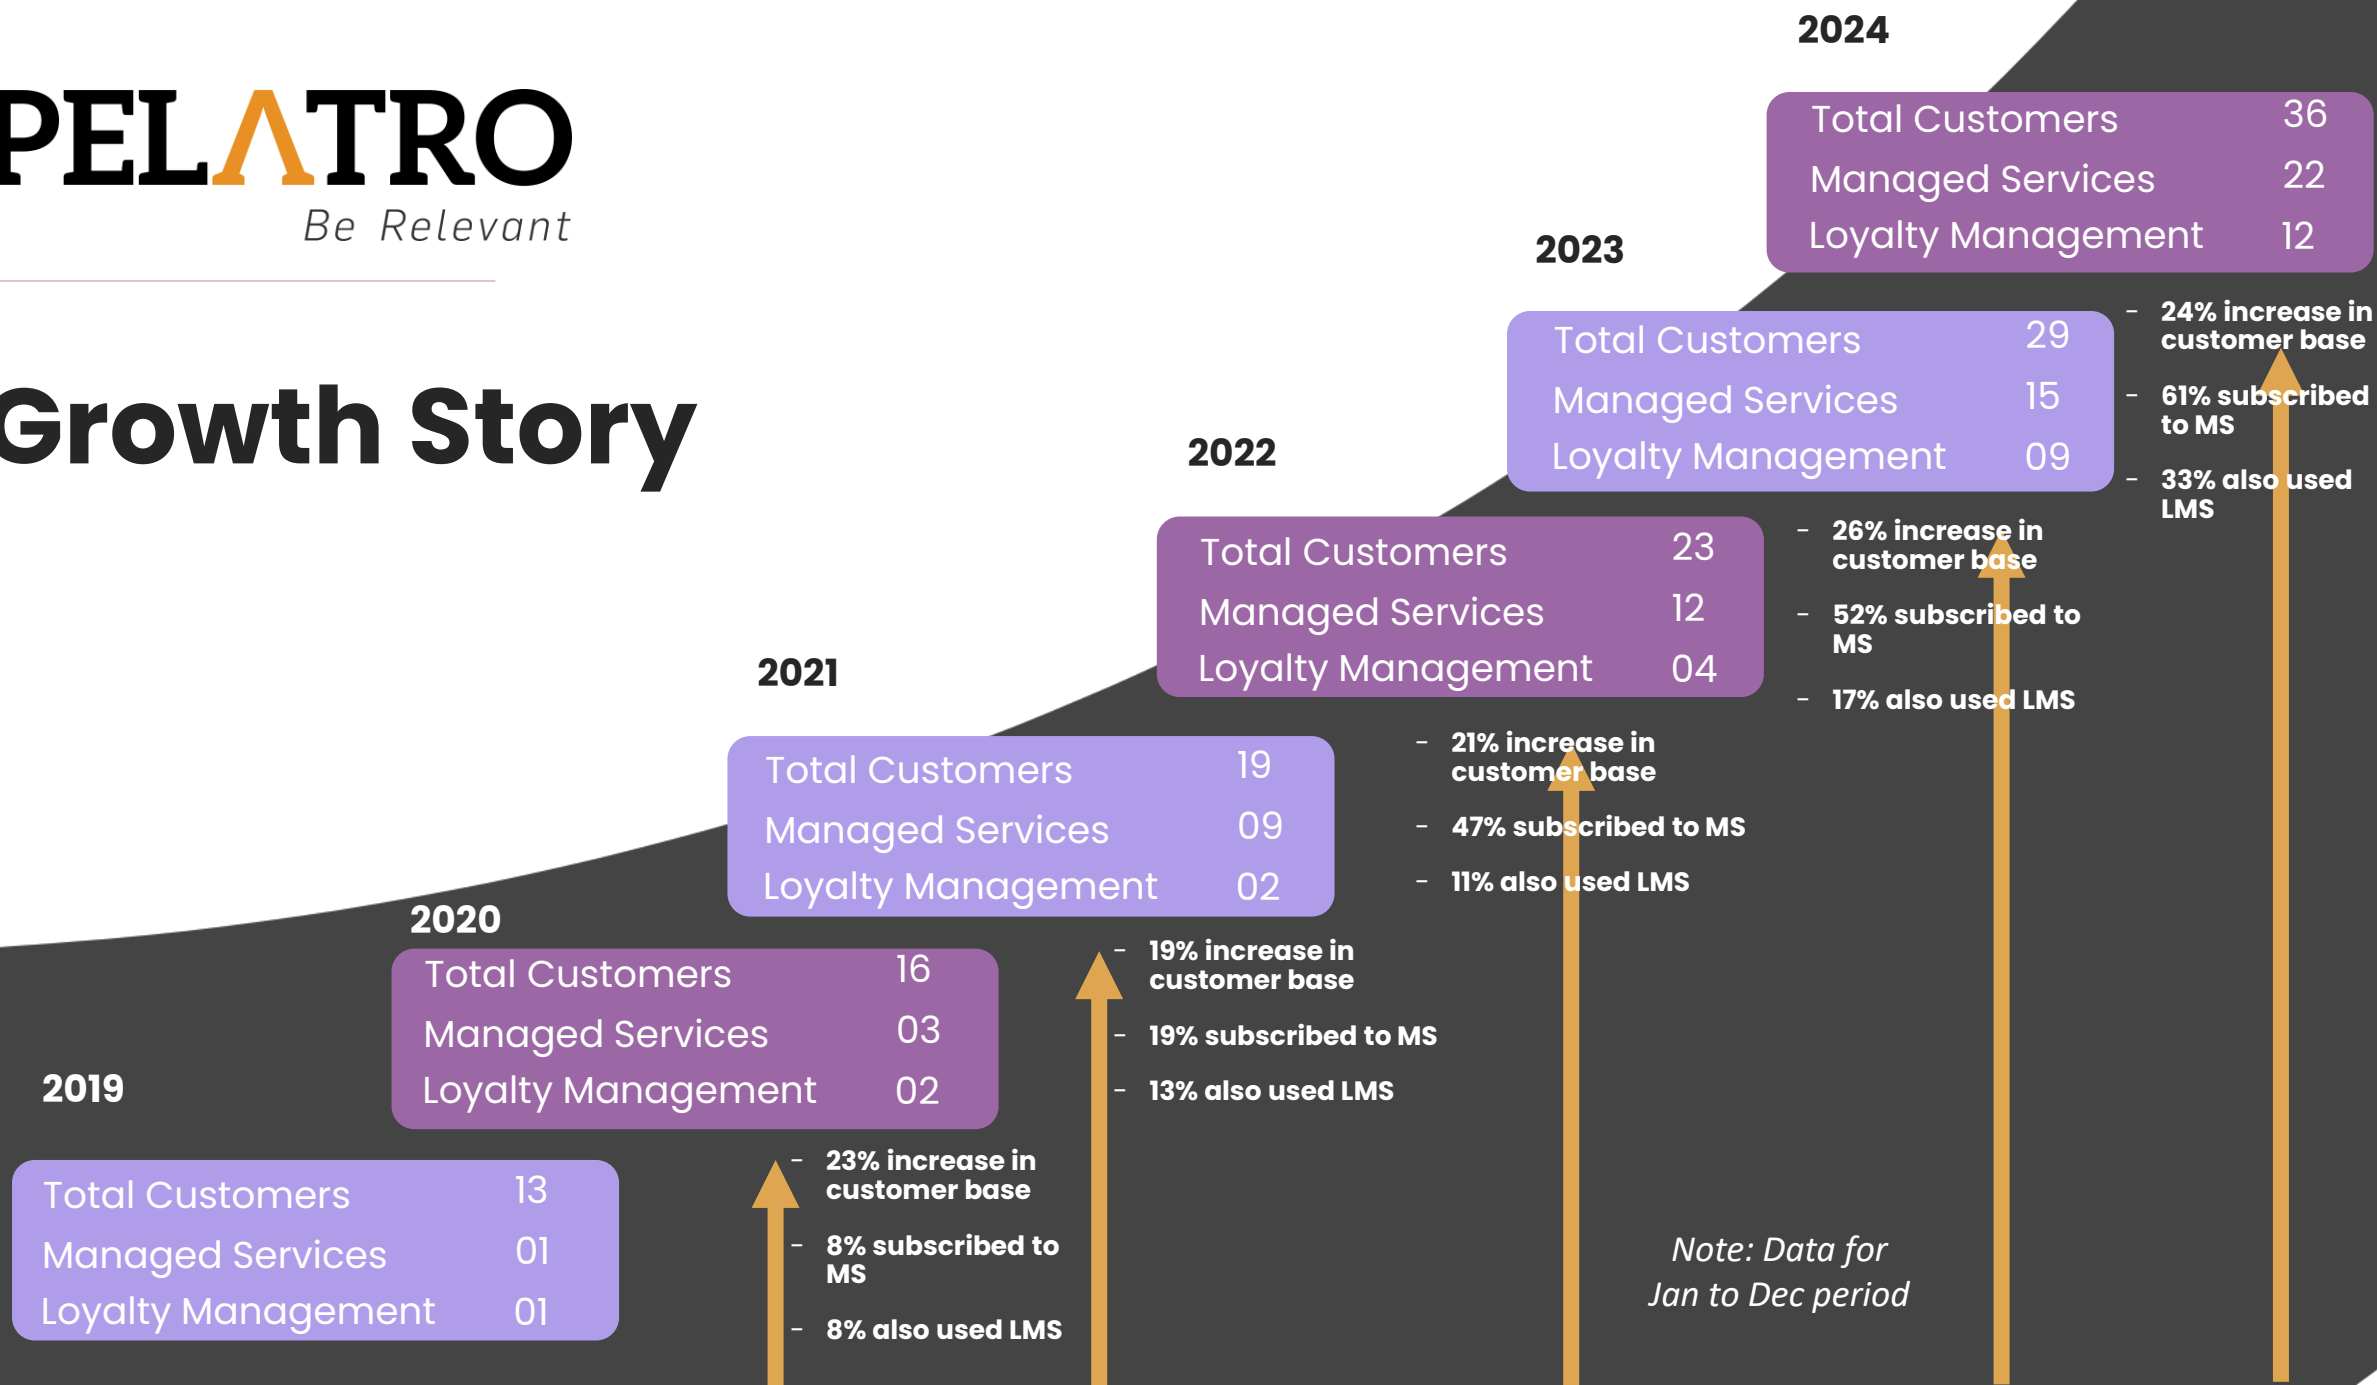 PELATRO
Be Relevant
Growth Story
2024
Total Customers 36
Managed Services 22
Loyalty Management 12
- 24% increase in
customer base
- 61% subscribed
to MS
- 33% also used
LMS
2023
Total Customers 29
Managed Services 15
Loyalty Management 09
- 26% increase in
customer base
- 52% subscribed to
MS
- 17% also used LMS
2022
Total Customers 23
Managed Services 12
Loyalty Management 04
- 21% increase in
customer base
- 47% subscribed to MS
- 11% also used LMS
2021
Total Customers 19
Managed Services 09
Loyalty Management 02
- 19% increase in
customer base
- 19% subscribed to MS
- 13% also used LMS
2020
Total Customers 16
Managed Services 03
Loyalty Management 02
- 23% increase in
customer base
- 8% subscribed to
MS
- 8% also used LMS
2019
Total Customers 13
Managed Services 01
Loyalty Management 01
Note: Data for
Jan to Dec period